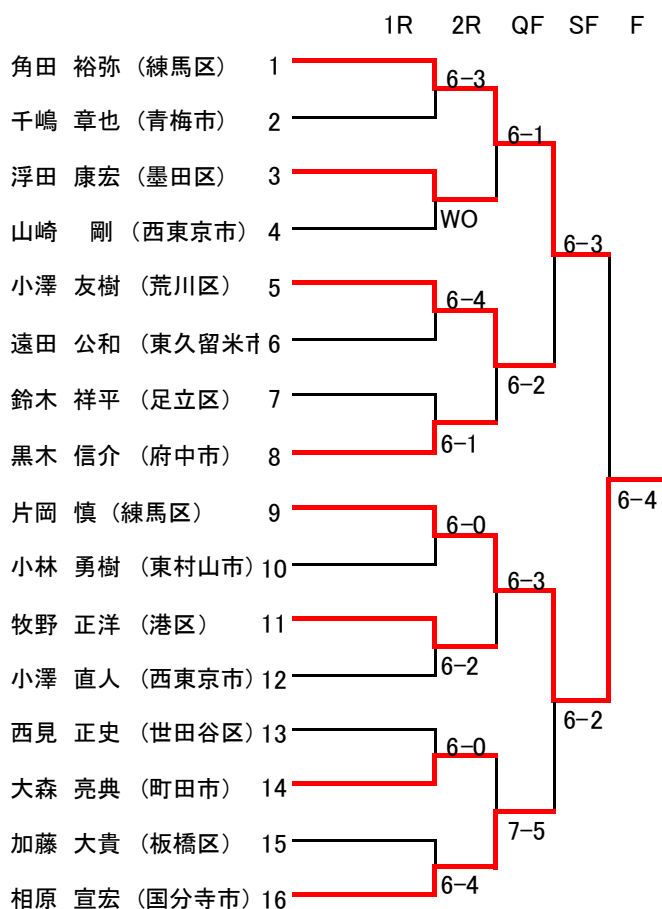 1R 2R QF SF F
角田 裕弥 (練馬区) 1
6-3
千嶋 章也 (青梅市) 2
6-1
浮田 康宏 (墨田区) 3
WO
山崎 剛 (西東京市) 4
6-3
小澤 友樹 (荒川区) 5
6-4
遠田 公和 (東久留米市 6
6-2
鈴木 祥平 (足立区) 7
6-1
黒木 信介 (府中市) 8
6-4
片岡 慎 (練馬区) 9
6-0
小林 勇樹 (東村山市) 10
6-3
牧野 正洋 (港区) 11
6-2
小澤 直人 (西東京市) 12
6-2
西見 正史 (世田谷区) 13
6-0
大森 亮典 (町田市) 14
7-5
加藤 大貴 (板橋区) 15
6-4
相原 宣宏 (国分寺市) 16